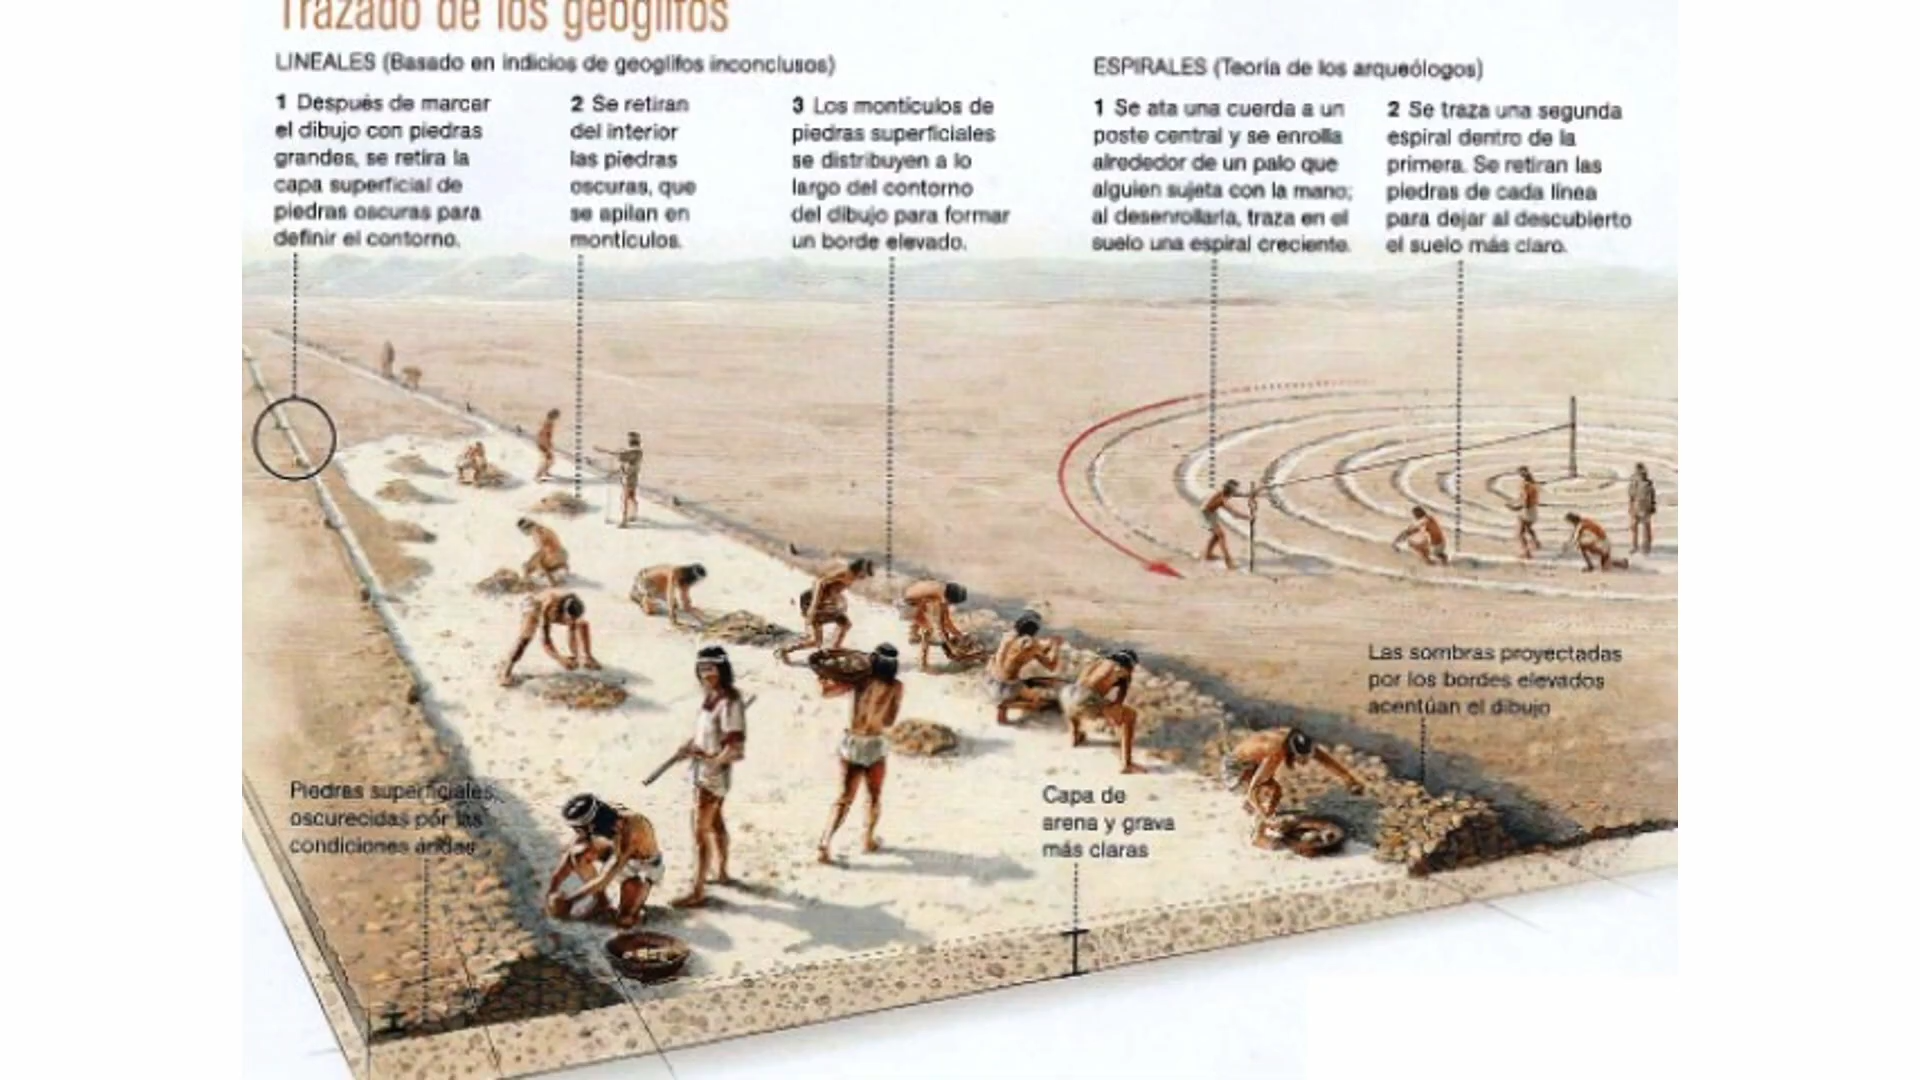 Trazado de los geoglifos
LINEALES (Basado en indicios de geoglifos inconclusos)
1 Después de marcar
el dibujo con piedras
grandes, se retira la
capa superficial de
piedras oscuras para
definir el contorno.
2 Se retiran
del interior
las piedras
oscuras, que
se apilan en
montículos.
3 Los montículos de
piedras superficiales
se distribuyen a lo
largo del contorno
del dibujo para formar
un borde elevado.
ESPIRALES (Teoría de los arqueólogos)
1 Se ata una cuerda a un
poste central y se enrolla
alrededor de un palo que
alguien sujeta con la mano;
al desenrollarla, traza en el
suelo una espiral creciente.
2 Se traza una segunda
espiral dentro de la
primera. Se retiran las
piedras de cada línea
para dejar al descubierto
el suelo más claro.
Las sombras proyectadas
por los bordes elevados
acentúan el dibujo
Piedras superficiales
oscurecidas por las
condiciones áridas
Capa de
arena y grava
más claras